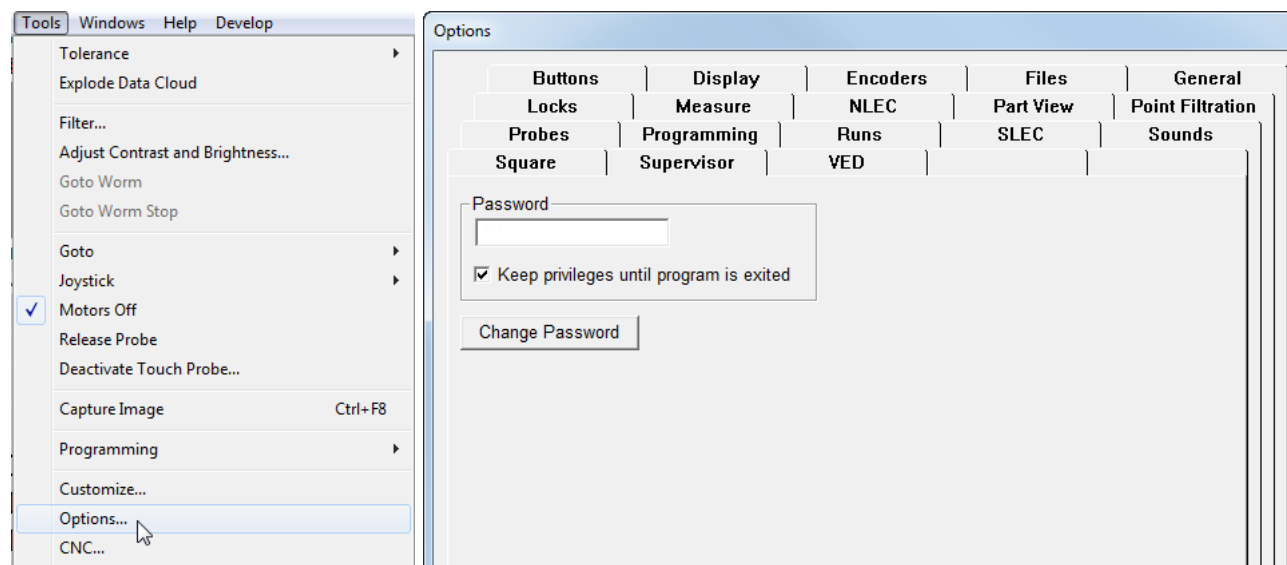 Tools Windows Help Develop
Tolerance
Explode Data Cloud
Filter...
Adjust Contrast and Brightness...
Goto Worm
Goto Worm Stop
Goto
Joystick
Motors Off
Release Probe
Deactivate Touch Probe...
Capture Image Ctrl+F8
Programming
Customize...
Options...
CNC...
Options
Buttons Display Encoders Files General
Locks Measure NLEC Part View Point Filtration
Probes Programming Runs SLEC Sounds
Square Supervisor VED
Password
Keep privileges until program is exited
Change Password